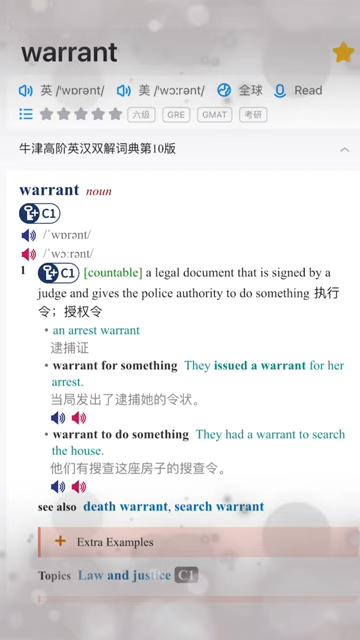 warrant
英 /'wɒrənt/ 美 /'wɔːrənt/ 全球 Read
六级 GRE GMAT 考研
牛津高阶英汉双解词典第10版
warrant noun
C1
/ˈwɒrənt/
/ˈwɔːrənt/
1 C1 [countable] a legal document that is signed by a
judge and gives the police authority to do something 执行
令；授权令
• an arrest warrant
逮捕证
• warrant for something They issued a warrant for her
arrest.
当局发出了逮捕她的令状。
• warrant to do something They had a warrant to search
the house.
他们有搜查这座房子的搜查令。
see also death warrant, search warrant
+ Extra Examples
Topics Law and justice C1